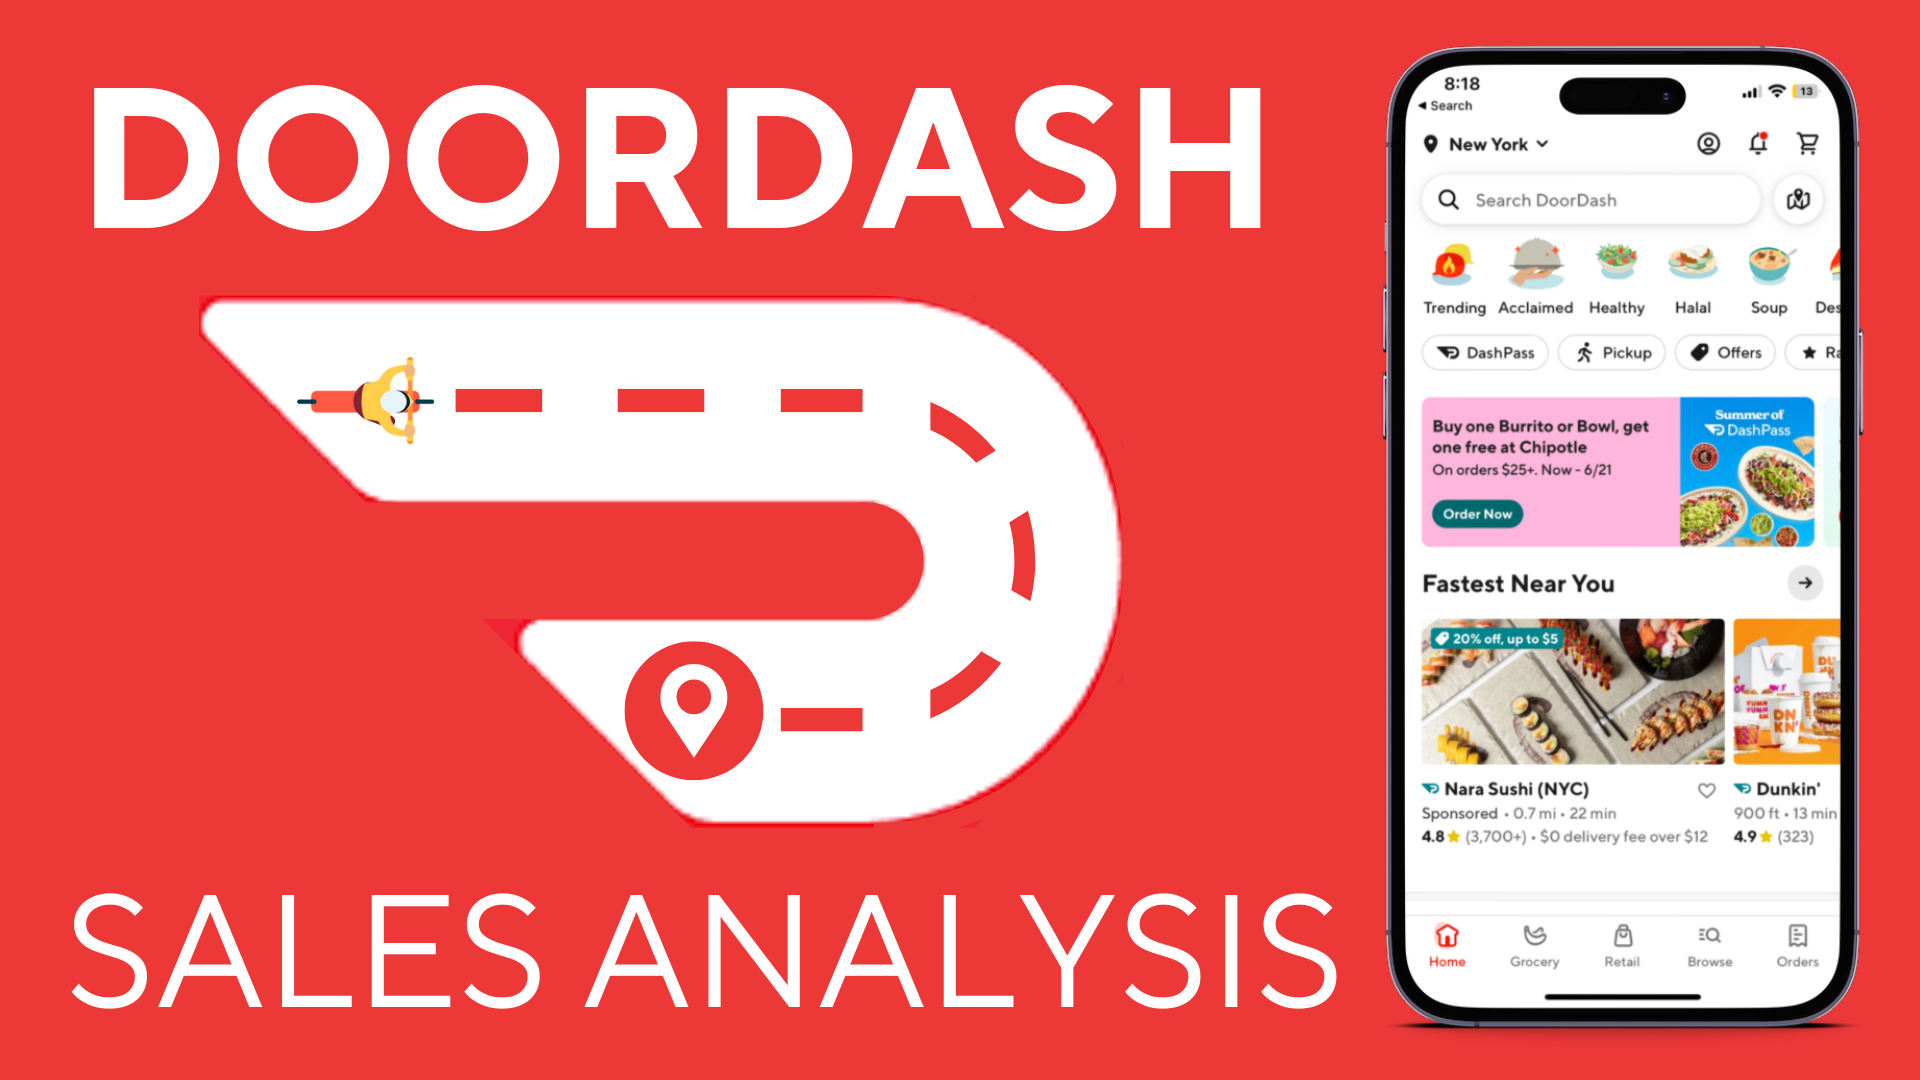 DOORDASH
SALES ANALYSIS
8:18
13
Search
New York
Search DoorDash
Trending Acclaimed Healthy Halal Soup Des
DashPass Pickup Offers Ra
Buy one Burrito or Bowl, get
one free at Chipotle
On orders $25+. Now - 6/21
Order Now
Summer of
DashPass
Fastest Near You
20% off, up to $5
DN
KN'
Nara Sushi (NYC)
Sponsored • 0.7 mi • 22 min
4.8 (3,700+) • $0 delivery fee over $12
Dunkin'
900 ft • 13 min
4.9 (323)
Home Grocery Retail Browse Orders